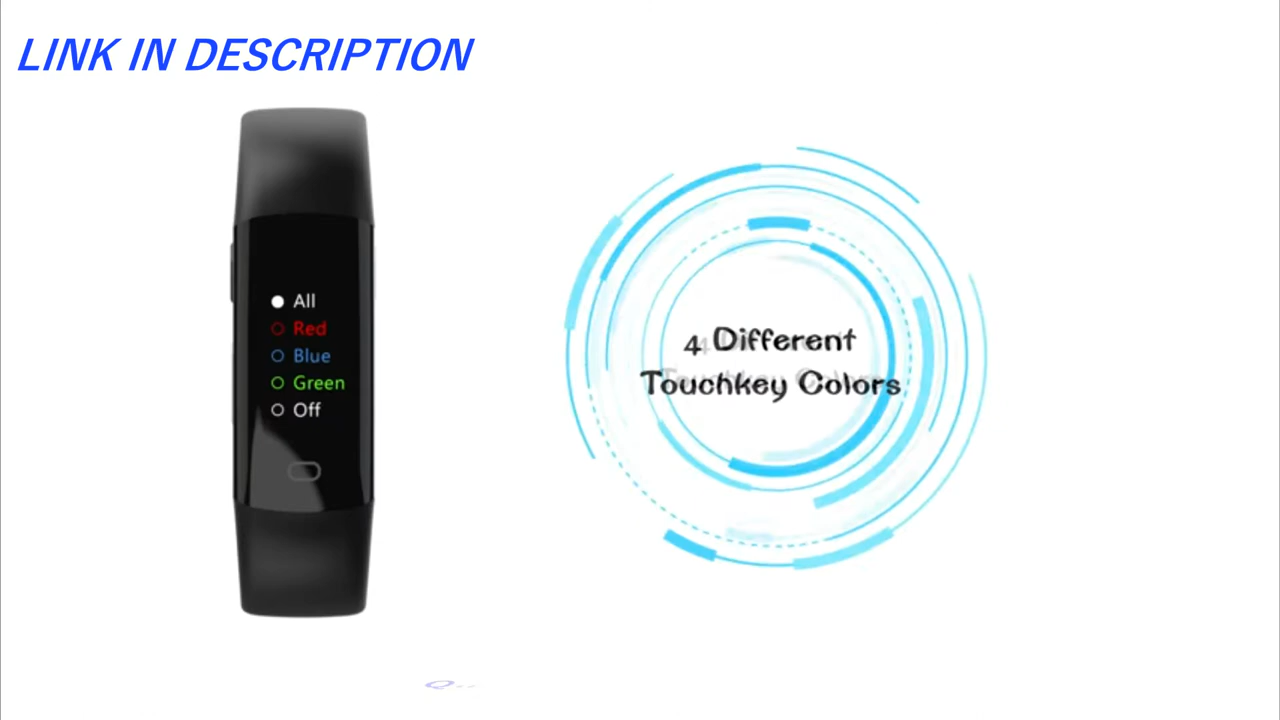 LINK IN DESCRIPTION
All
Red
Blue
Green
Off
4 Different
Touchkey Colors